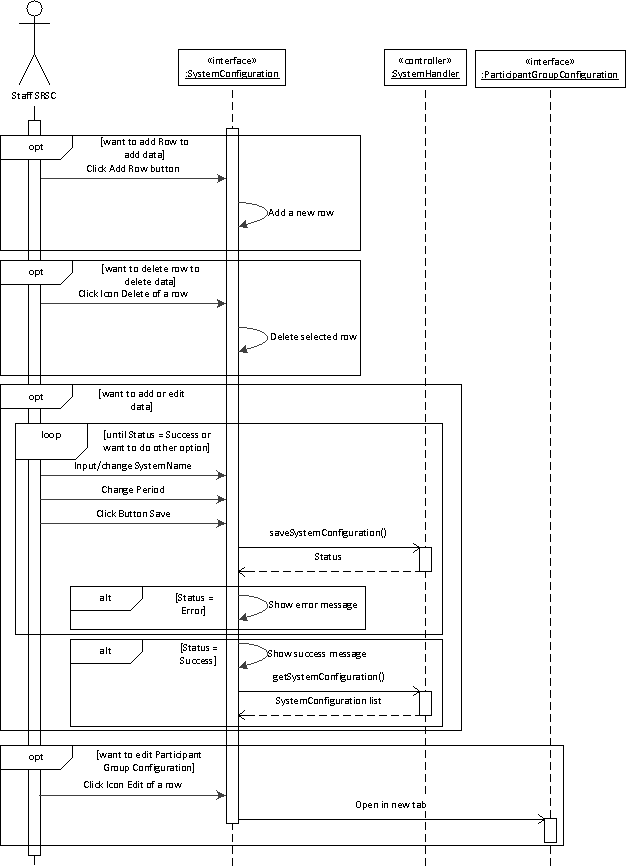 «interface»
:SystemConfiguration
«controller»
:SystemHandler
«interface»
:ParticipantGroupConfiguration
Staff SRSC
opt
[want to add Row to
add data]
Click Add Row button
Add a new row
opt
[want to delete row to
delete data]
Click Icon Delete of a row
Delete selected row
opt
[want to add or edit
data]
loop
[until Status = Success or
want to do other option]
Input/change SystemName
Change Period
Click Button Save
saveSystemConfiguration()
Status
alt
[Status =
Error]
Show error message
alt
[Status =
Success]
Show success message
getSystemConfiguration()
SystemConfiguration list
opt
[want to edit Participant
Group Configuration]
Click Icon Edit of a row
Open in new tab